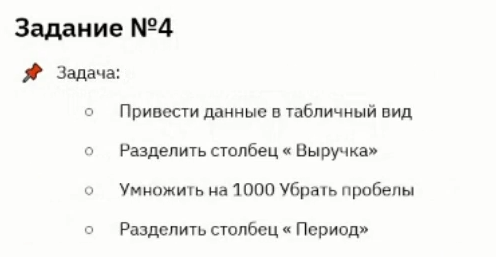 Задание №4
Задача:
Привести данные в табличный вид
Разделить столбец « Выручка»
Умножить на 1000 Убрать пробелы
Разделить столбец « Период»